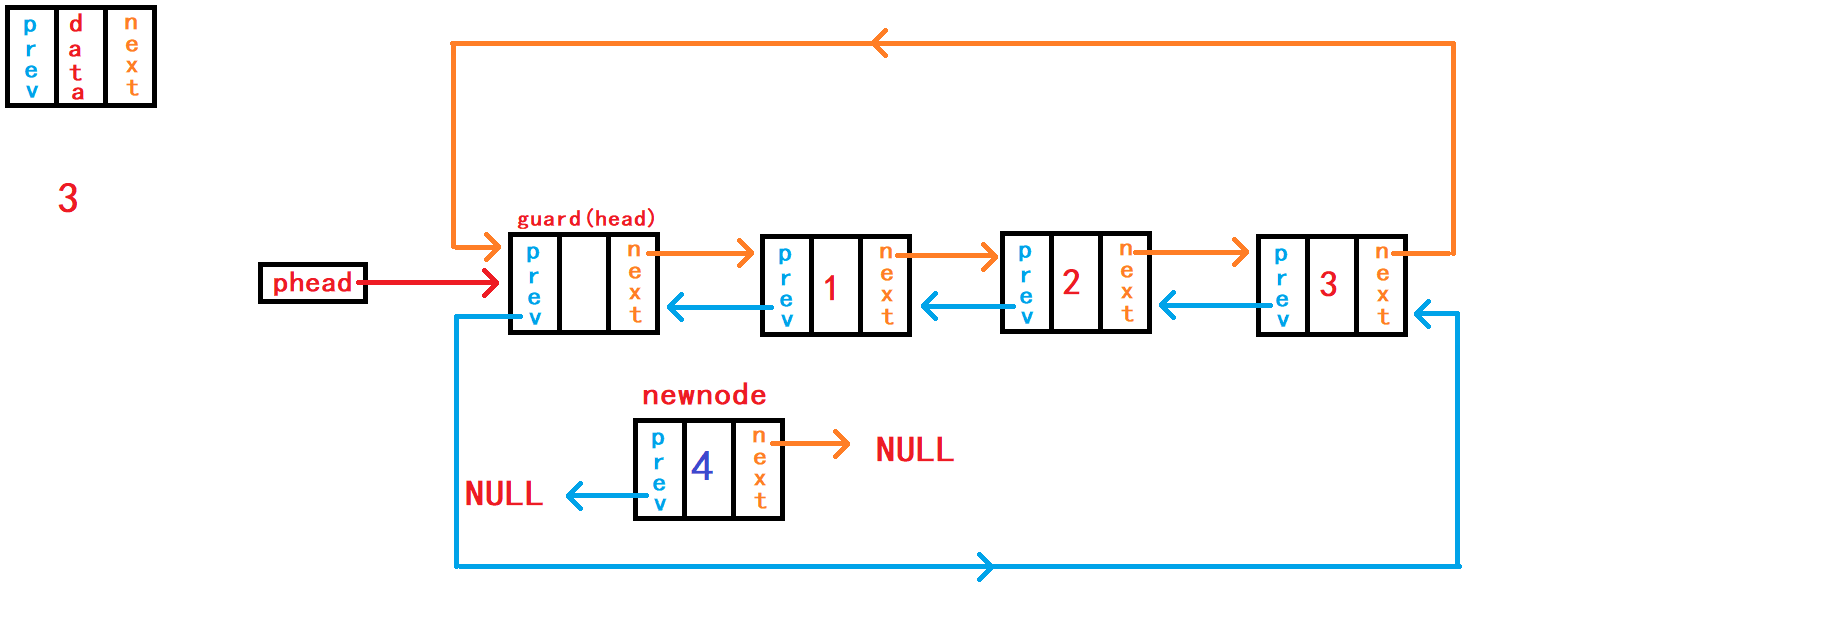 prev data next
3
guard(head)
phead
prev next
prev 1 next
prev 2 next
prev 3 next
newnode
prev 4 next
NULL
NULL